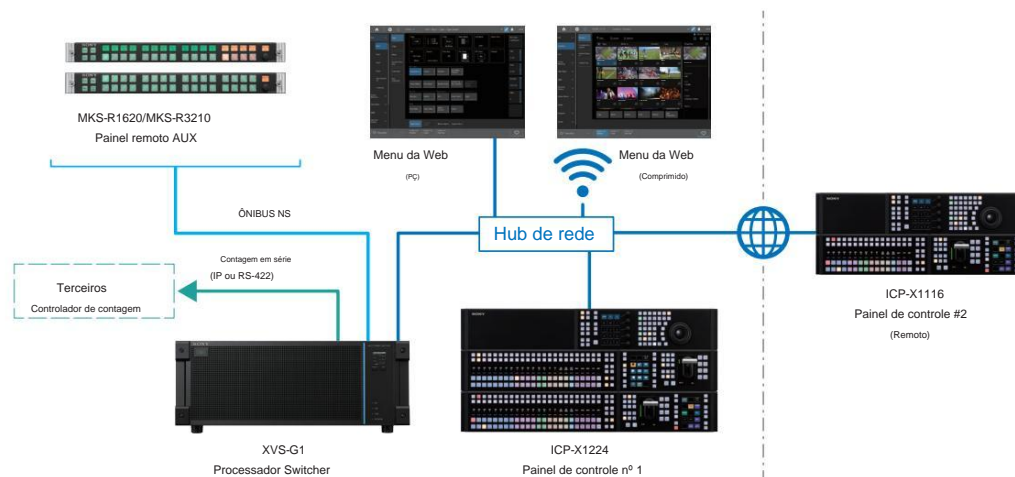 MKS-R1620/MKS-R3210
Painel remoto AUX
Menu da Web
(PÇ)
Menu da Web
(Comprimido)
ÔNIBUS NS
Contagem em série
(IP ou RS-422)
Terceiros
Controlador de contagem
Hub de rede
ICP-X1116
Painel de controle #2
(Remoto)
XVS-G1
Processador Switcher
ICP-X1224
Painel de controle nº 1